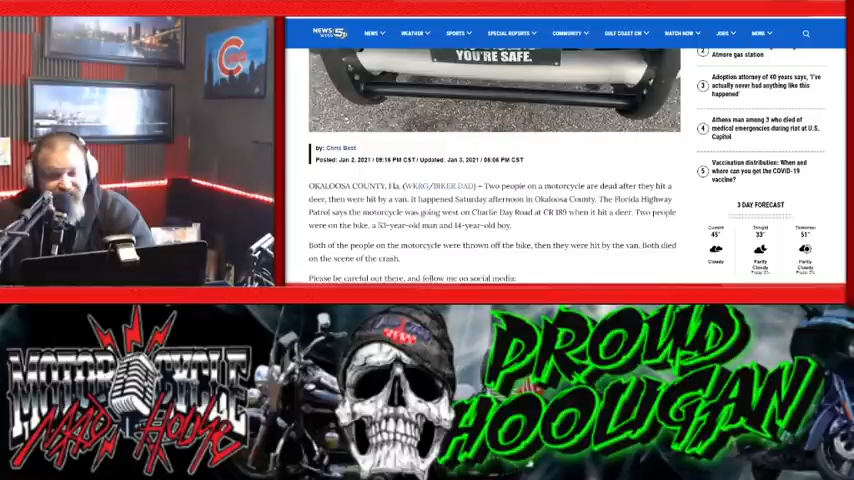 NEWS 5
NEWS
WEATHER
SPORTS
SPECIAL REPORTS
COMMUNITY
GULF COAST CW
WATCH NOW
JOBS
MORE
YOU'RE SAFE.
by: Chris Best
Posted: Jan 2, 2021 / 09:16 PM CST / Updated: Jan 3, 2021 / 06:06 PM CST
OKALOOSA COUNTY, Fla. (WKRG/BIKER DAD) – Two people on a motorcycle are dead after they hit a
deer, then were hit by a van. It happened Saturday afternoon in Okaloosa County. The Florida Highway
Patrol says the motorcycle was going west on Charlie Day Road at CR 189 when it hit a deer. Two people
were on the bike, a 53-year-old man and 14-year-old boy.
Both of the people on the motorcycle were thrown off the bike, then they were hit by the van. Both died
on the scene of the crash.
Please be careful out there, and follow me on social media:
2
Atmore gas station
3
Adoption attorney of 40 years says, 'I've
actually never had anything like this
happened'
4
Athens man among 3 who died of
medical emergencies during riot at U.S.
Capitol
5
Vaccination distribution: When and
where can you get the COVID-19
vaccine?
3 DAY FORECAST
Current
45°
Cloudy
Tonight
33°
Partly
Cloudy
Tomorrow
51°
Partly
Cloudy
MOTORCYCLE
MADHOUSE
PROUD
HOOLIGAN